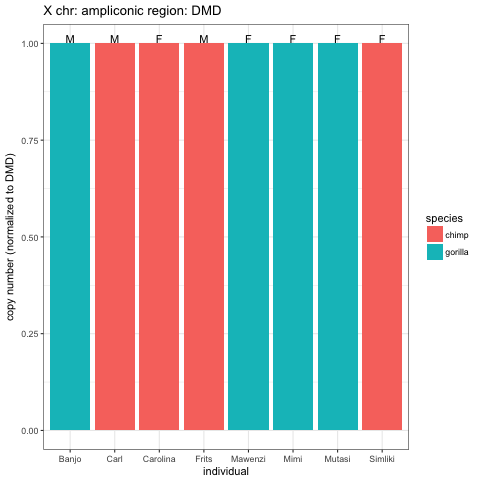 X chr: ampliconic region: DMD
M M F M F F F F
1.00
0.75
0.50
0.25
0.00
copy number (normalized to DMD)
Banjo Carl Carolina Frits Mawenzi Mimi Mutasi Simliki
individual
species
chimp
gorilla